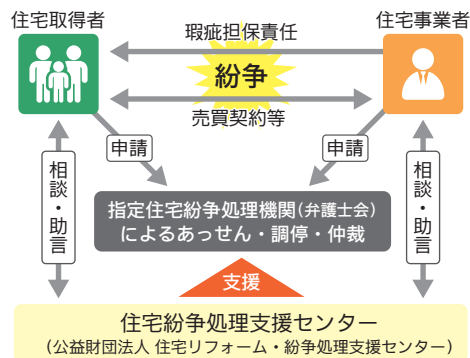 住宅取得者
住宅事業者
瑕疵担保責任
紛争
売買契約等
申請
申請
相談・助言
相談・助言
指定住宅紛争処理機関(弁護士会)
によるあっせん・調停・仲裁
支援
住宅紛争処理支援センター
(公益財団法人 住宅リフォーム・紛争処理支援センター)